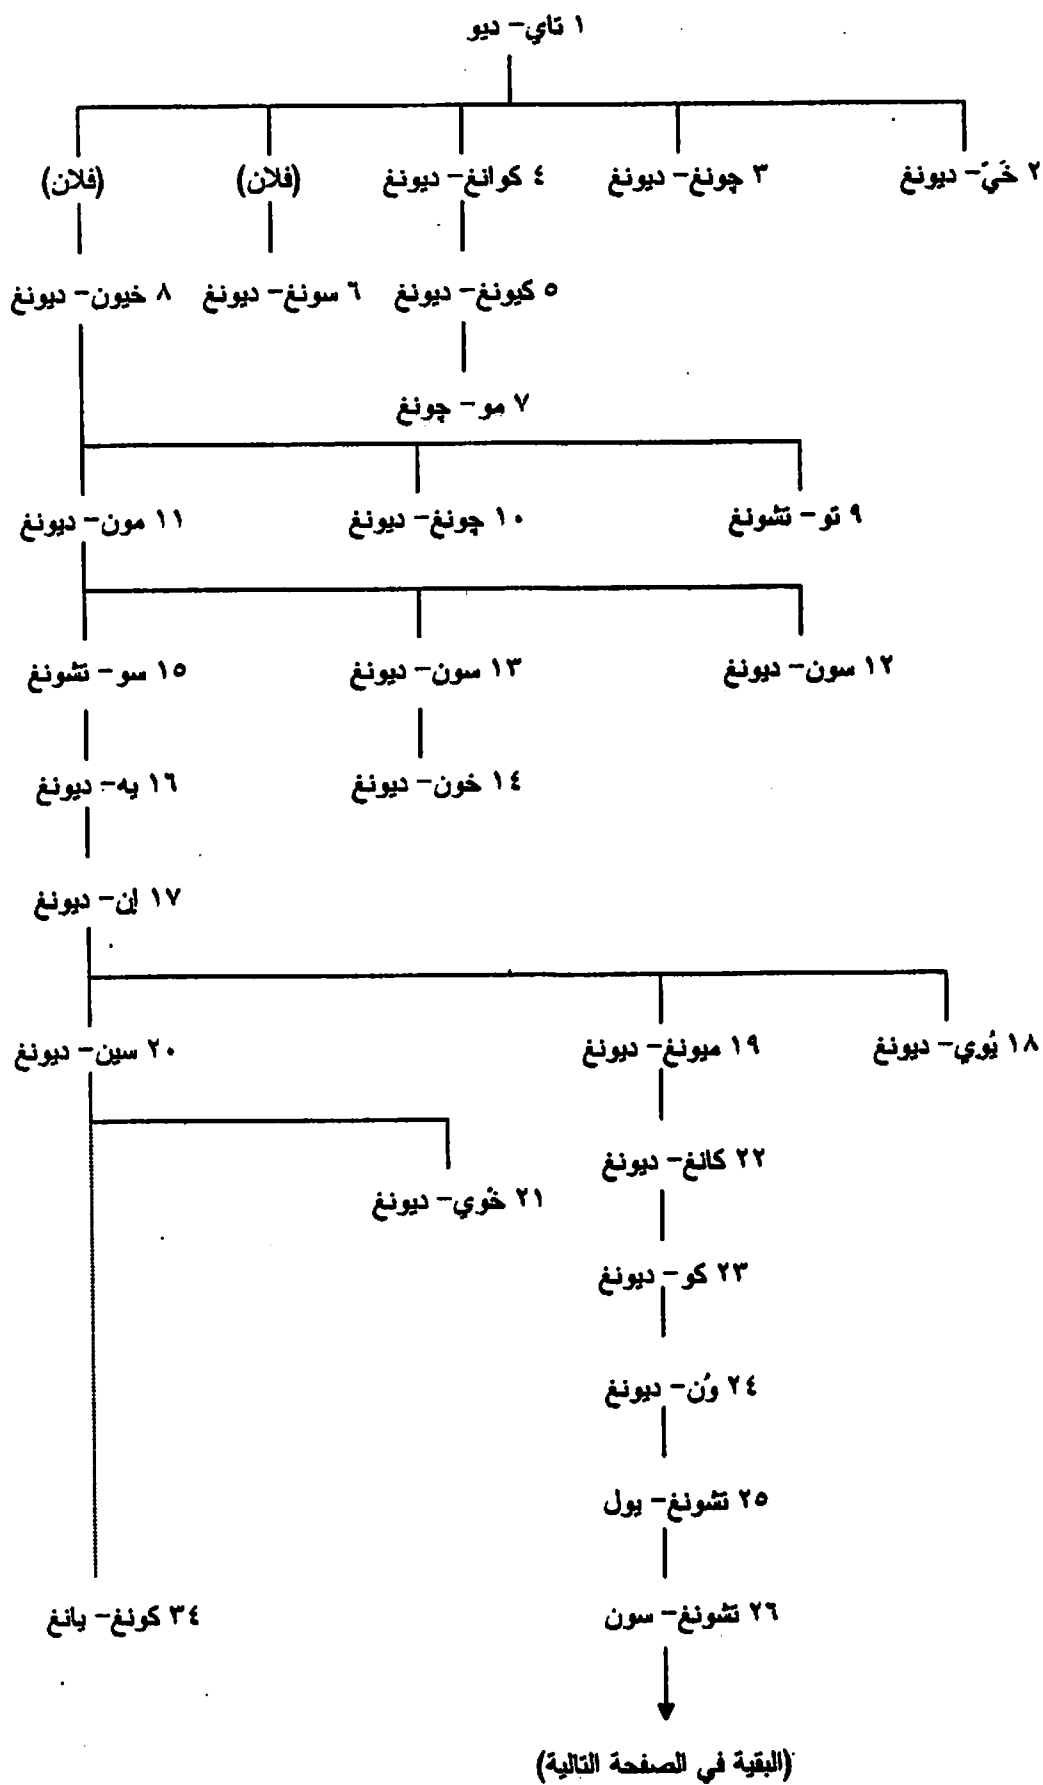 ١ تاي- ديو
٢ خَيّ- ديونغ ٣ چونغ- ديونغ ٤ كوانغ- ديونغ (فلان) (فلان)
٥ كيونغ- ديونغ ٦ سونغ- ديونغ ٨ خيون- ديونغ
٧ مو- چونغ
٩ تو- تشونغ ١٠ چونغ- ديونغ ١١ مون- ديونغ
١٢ سون- ديونغ ١٣ سون- ديونغ ١٥ سو- تشونغ
١٤ خون- ديونغ ١٦ يه- ديونغ
١٧ إن- ديونغ
١٨ يُوي- ديونغ ١٩ ميونغ- ديونغ ٢٠ سين- ديونغ
٢٢ كانغ- ديونغ
٢١ خْوي- ديونغ
٢٣ كو- ديونغ
٢٤ وُن- ديونغ
٢٥ تشونغ- يول
٢٦ تشونغ- سون ٣٤ كونغ- يانغ
(البقية في الصفحة التالية)